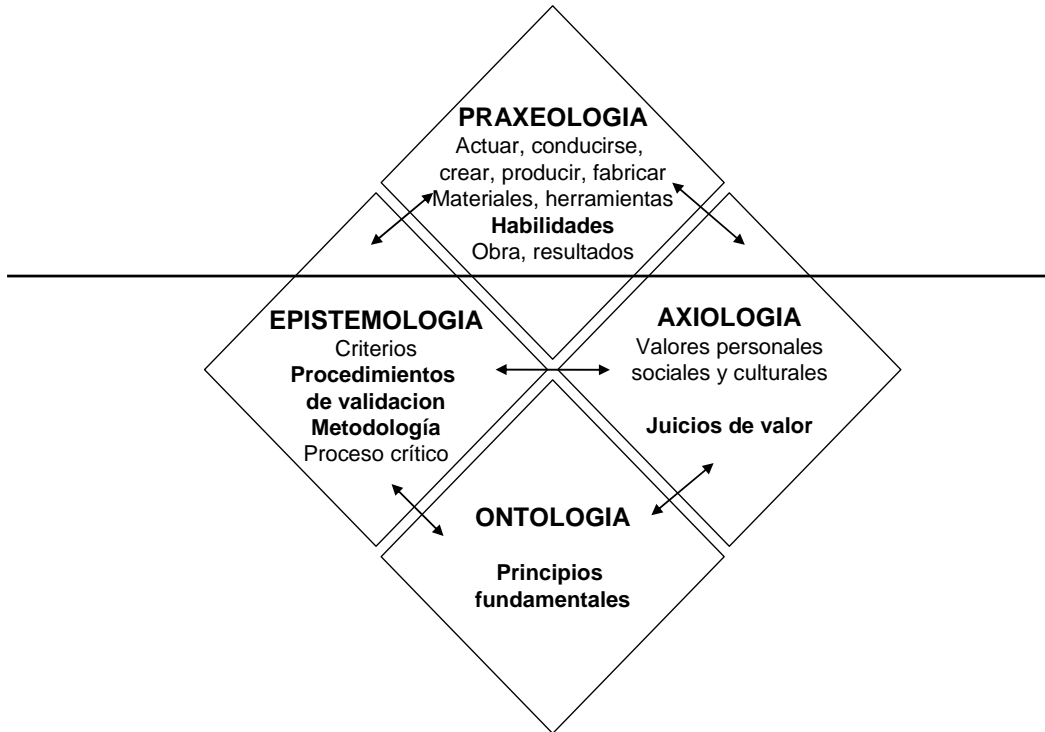 PRAXEOLOGIA
Actuar, conducirse,
crear, producir, fabricar
Materiales, herramientas
Habilidades
Obra, resultados
EPISTEMOLOGIA
Criterios
Procedimientos
de validacion
Metodología
Proceso crítico
AXIOLOGIA
Valores personales
sociales y culturales
Juicios de valor
ONTOLOGIA
Principios
fundamentales